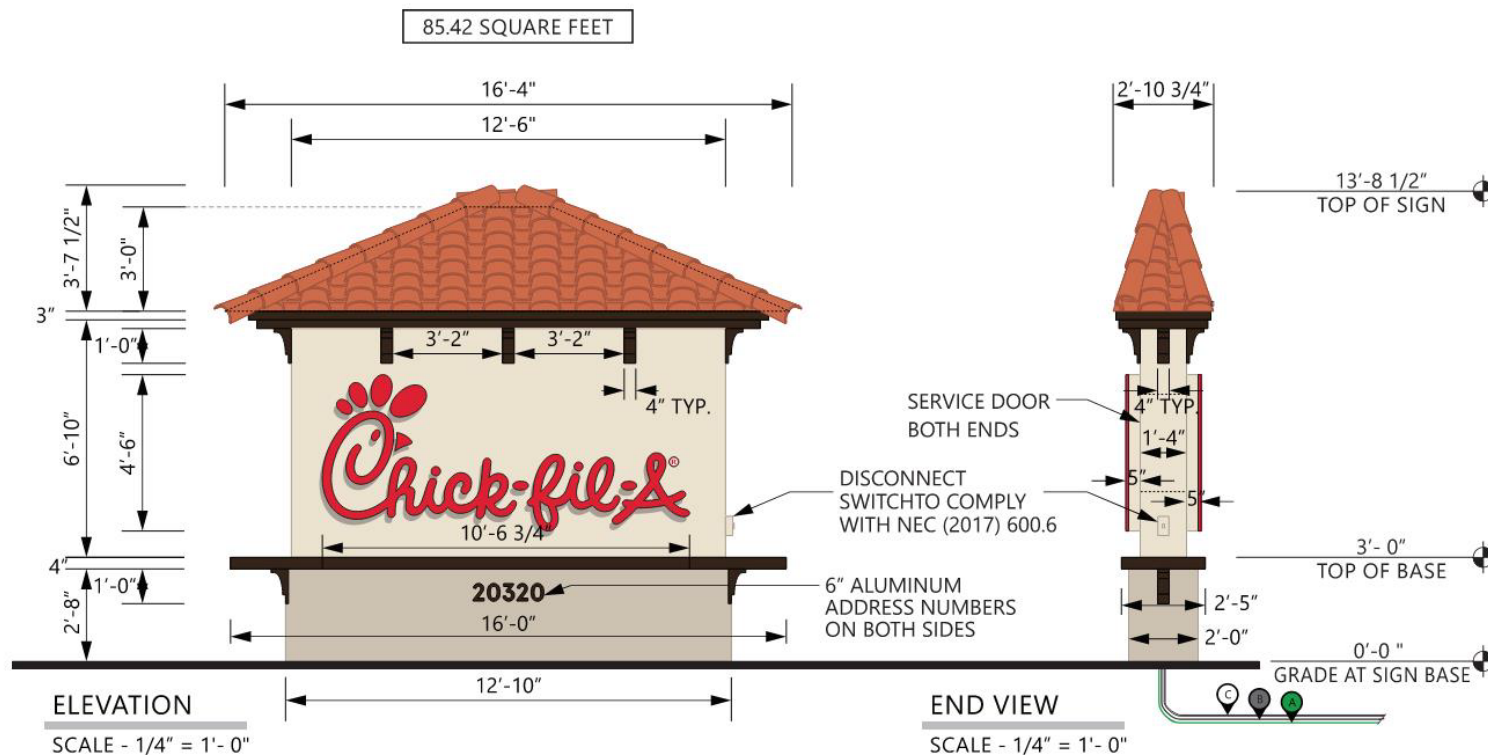 85.42 SQUARE FEET
16'-4"
12'-6"
2'-10 3/4"
13'-8 1/2"
TOP OF SIGN
3'-7 1/2"
3'-0"
3"
1'-0"
6'-10"
4'-6"
3'-2"
3'-2"
4" TYP.
Chick-fil-A®
10'-6 3/4"
SERVICE DOOR
BOTH ENDS
DISCONNECT
SWITCHTO COMPLY
WITH NEC (2017) 600.6
4" TYP.
1'-4"
5"
5"
3'- 0"
TOP OF BASE
4"
1'-0"
2'-8"
20320
6" ALUMINUM
ADDRESS NUMBERS
ON BOTH SIDES
16'-0"
2'-5"
2'-0"
0'-0 "
GRADE AT SIGN BASE
12'-10"
C B A
ELEVATION
SCALE - 1/4" = 1'- 0"
END VIEW
SCALE - 1/4" = 1'- 0"